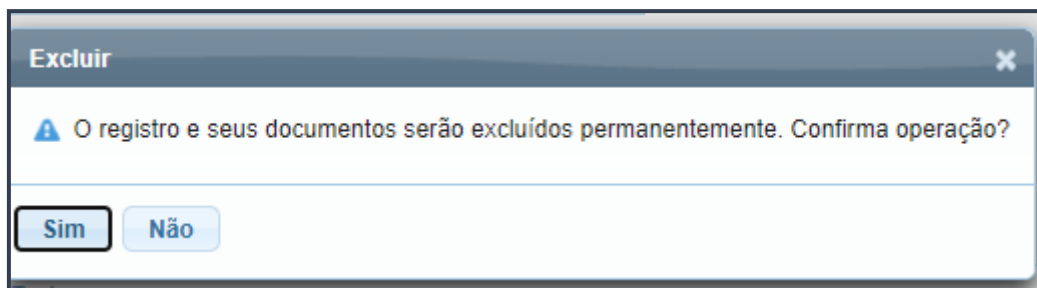 Excluir
O registro e seus documentos serão excluídos permanentemente. Confirma operação?
Sim Não